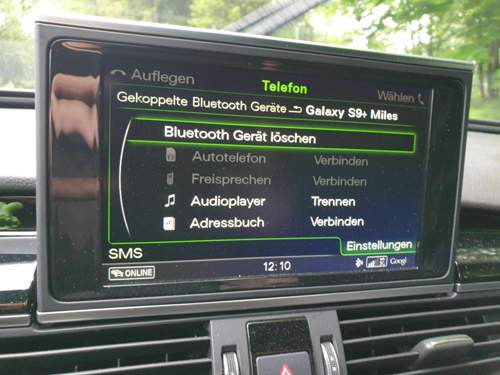 Auflegen
Telefon
Wählen
Gekoppelte Bluetooth Geräte Galaxy S9+ Miles
Bluetooth Gerät löschen
Autotelefon Verbinden
Freisprechen Verbinden
Audioplayer Trennen
Adressbuch Verbinden
Einstellungen
SMS
ONLINE
12:10
Google